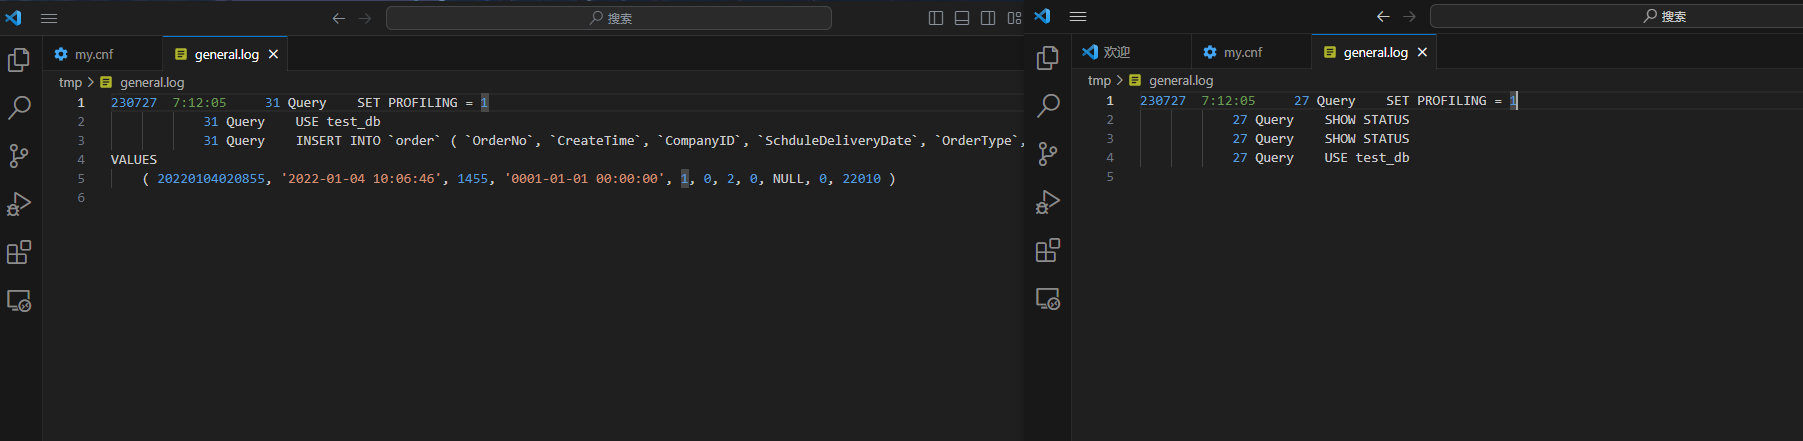 搜索
my.cnf
general.log
tmp > general.log
1 230727 7:12:05 31 Query SET PROFILING = 1
2 31 Query USE test_db
3 31 Query INSERT INTO `order` ( `OrderNo`, `CreateTime`, `CompanyID`, `SchduleDeliveryDate`, `OrderType`,
4 VALUES
5 ( 20220104020855, '2022-01-04 10:06:46', 1455, '0001-01-01 00:00:00', 1, 0, 2, 0, NULL, 0, 22010 )
6
搜索
欢迎
my.cnf
general.log
tmp > general.log
1 230727 7:12:05 27 Query SET PROFILING = 1
2 27 Query SHOW STATUS
3 27 Query SHOW STATUS
4 27 Query USE test_db
5